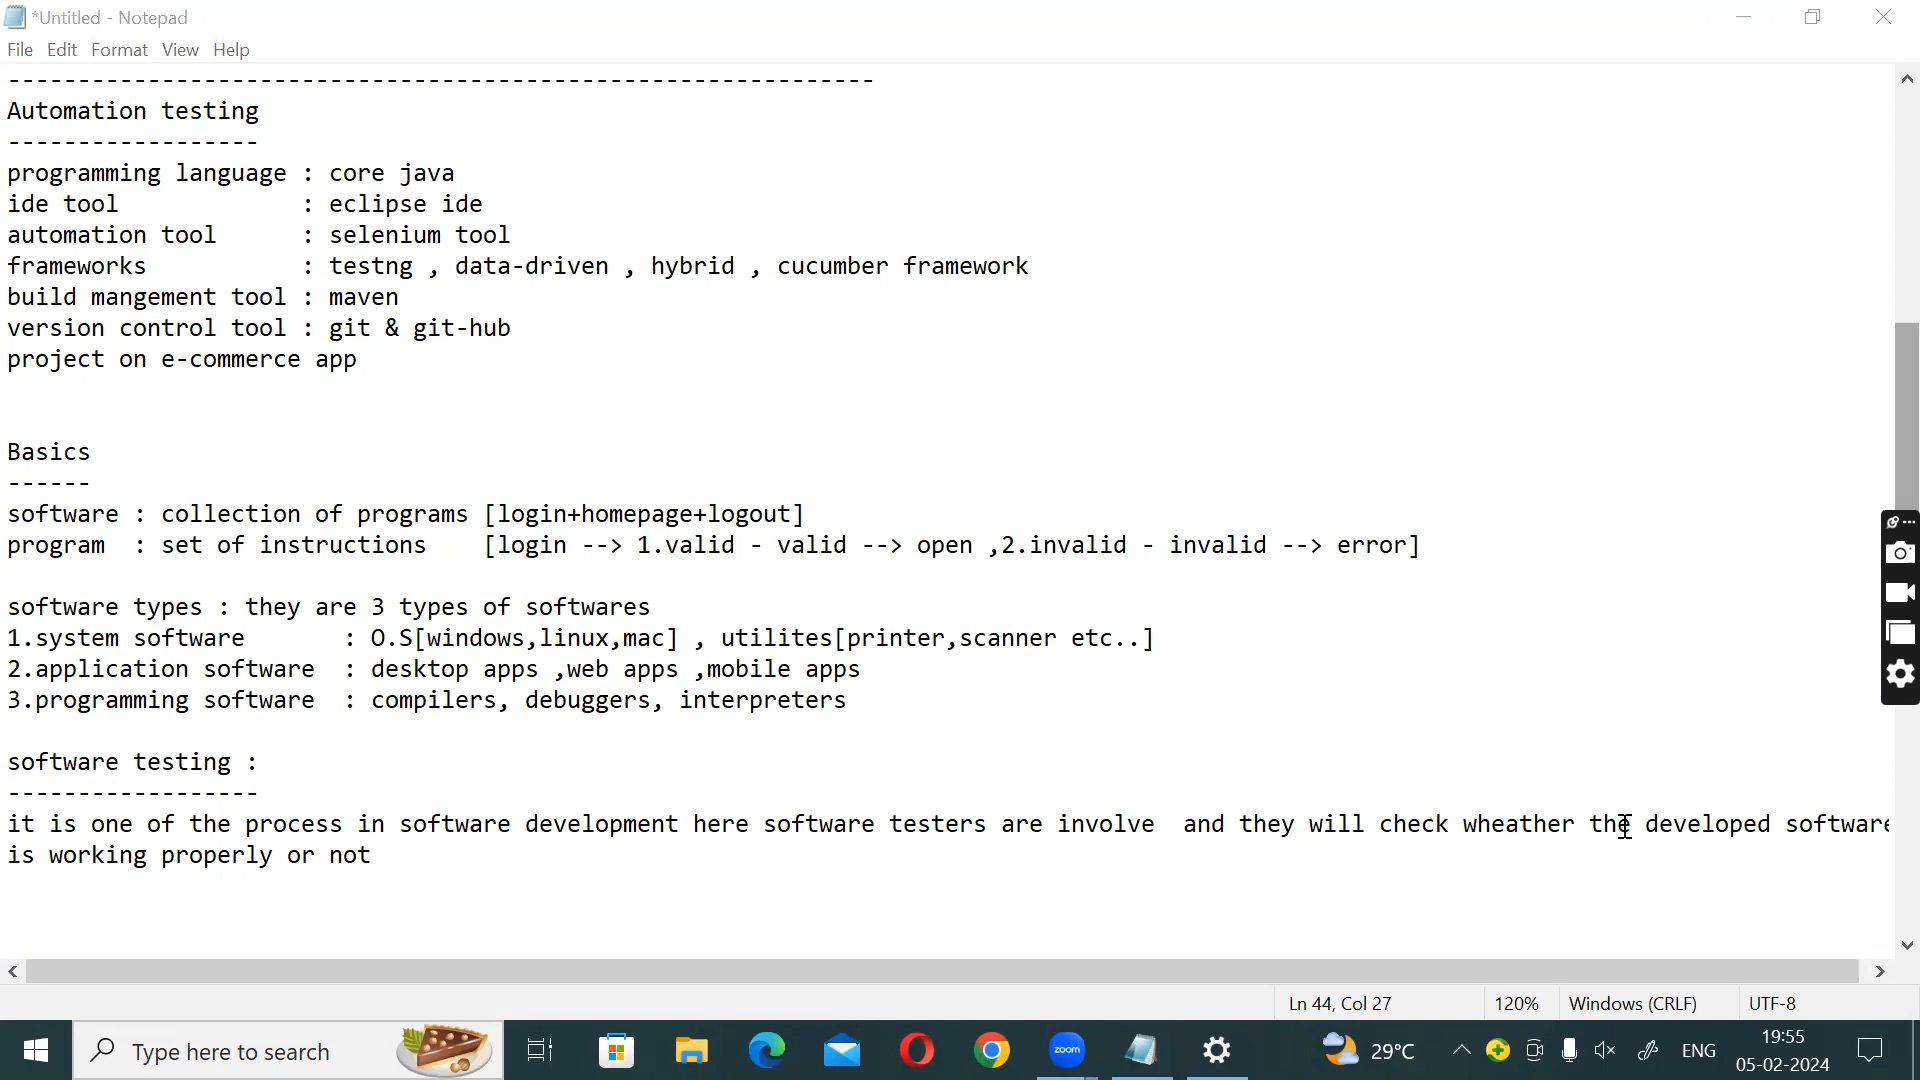 *Untitled - Notepad
File Edit Format View Help
--------------------------------------------------------------
Automation testing
------------------
programming language : core java
ide tool             : eclipse ide
automation tool      : selenium tool
frameworks           : testng , data-driven , hybrid , cucumber framework
build mangement tool : maven
version control tool : git & git-hub
project on e-commerce app
Basics
------
software : collection of programs [login+homepage+logout]
program  : set of instructions    [login --> 1.valid - valid --> open ,2.invalid - invalid --> error]
software types : they are 3 types of softwares
1.system software       : O.S[windows,linux,mac] , utilites[printer,scanner etc..]
2.application software  : desktop apps ,web apps ,mobile apps
3.programming software  : compilers, debuggers, interpreters
software testing :
------------------
it is one of the process in software development here software testers are involve  and they will check wheather the developed software
is working properly or not
Ln 44, Col 27 120% Windows (CRLF) UTF-8
Type here to search zoom 29°C ENG 19:55
05-02-2024